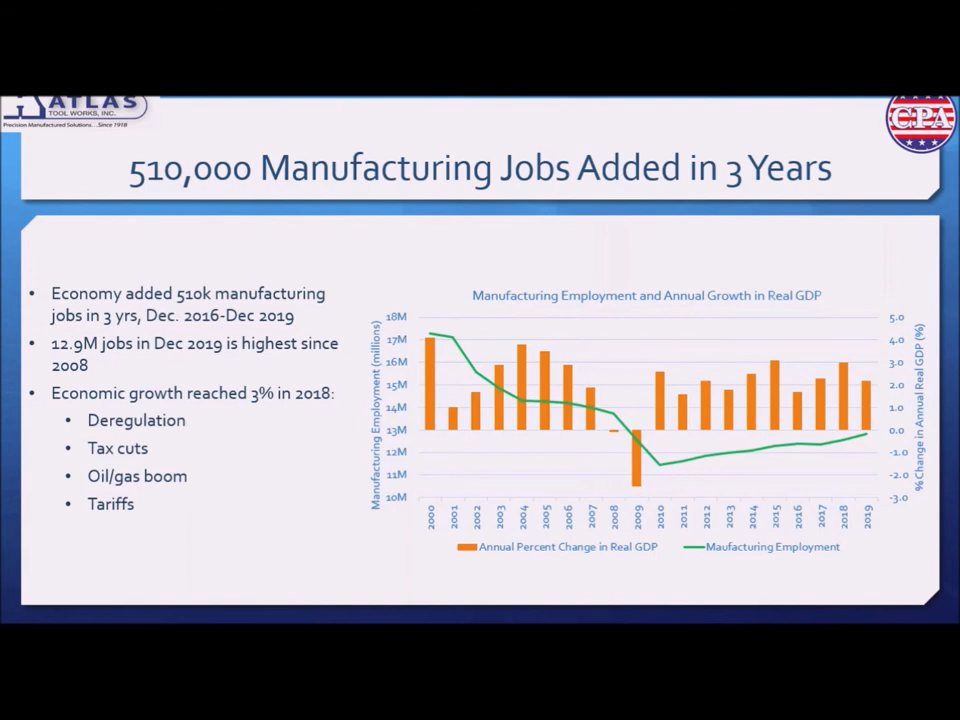 ATLAS
TOOL WORKS, INC.
Precision Manufactured Solutions...Since 1918
CPA
510,000 Manufacturing Jobs Added in 3 Years
• Economy added 510k manufacturing
jobs in 3 yrs, Dec. 2016-Dec 2019
• 12.9M jobs in Dec 2019 is highest since
2008
• Economic growth reached 3% in 2018:
• Deregulation
• Tax cuts
• Oil/gas boom
• Tariffs
Manufacturing Employment and Annual Growth in Real GDP
Manufacturing Employment (millions)
18M
17M
16M
15M
14M
13M
12M
11M
10M
5.0
4.0
3.0
2.0
1.0
0.0
-1.0
-2.0
-3.0
% Change in Annual Real GDP (%)
2000 2001 2002 2003 2004 2005 2006 2007 2008 2009 2010 2011 2012 2013 2014 2015 2016 2017 2018 2019
Annual Percent Change in Real GDP Maufacturing Employment